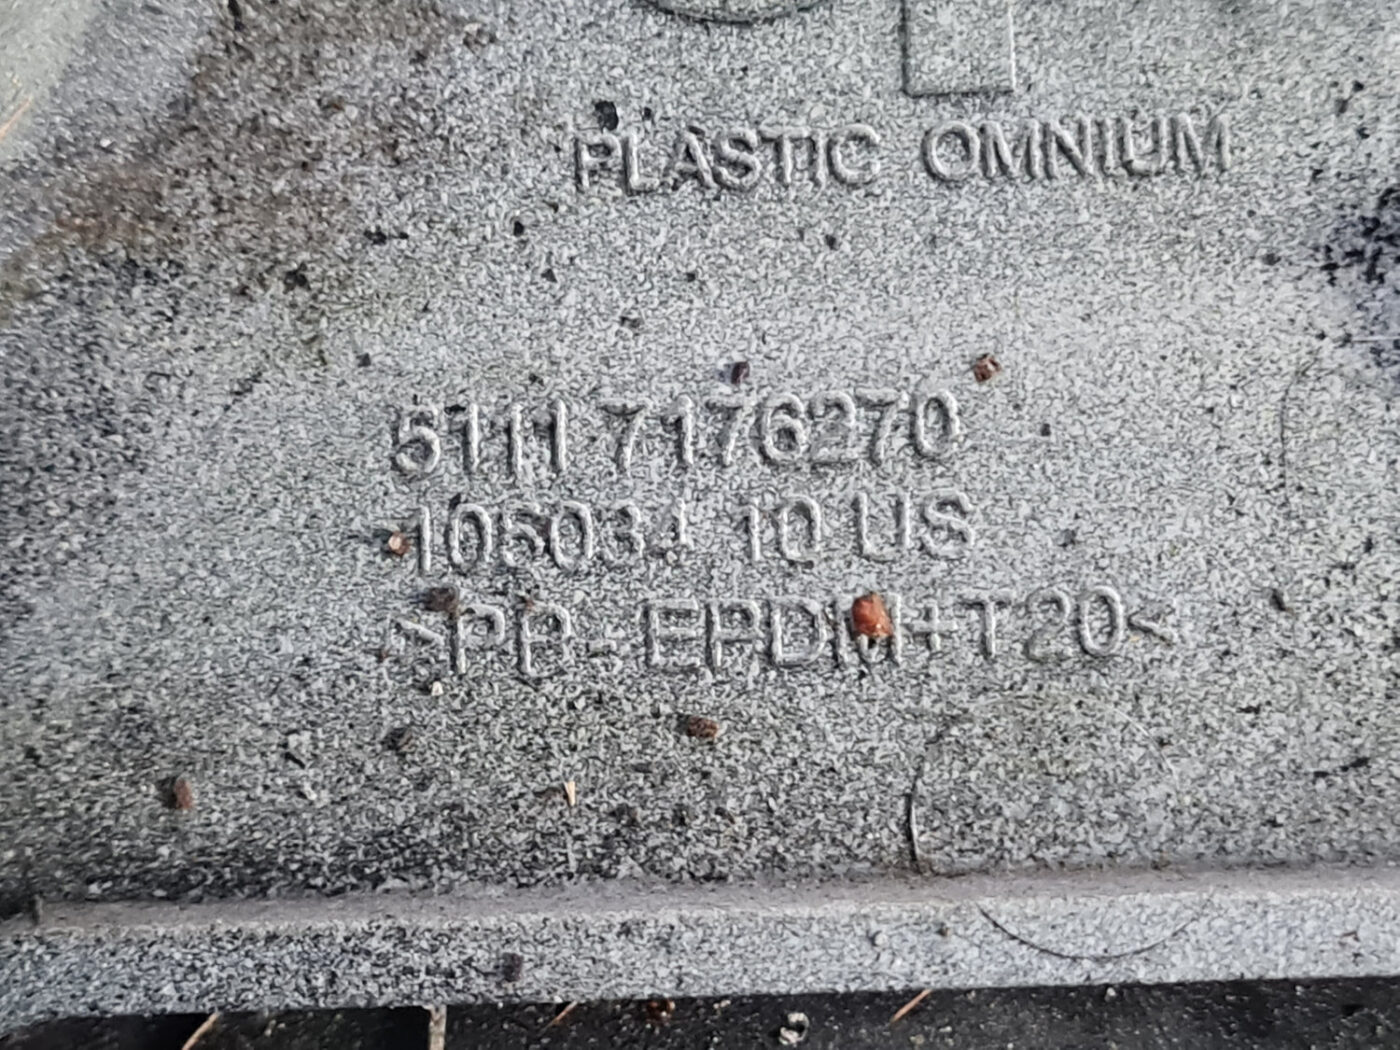 PLASTIC OMNIUM
5111 7176270
105034 10 US
>PP-EPDM+T20<